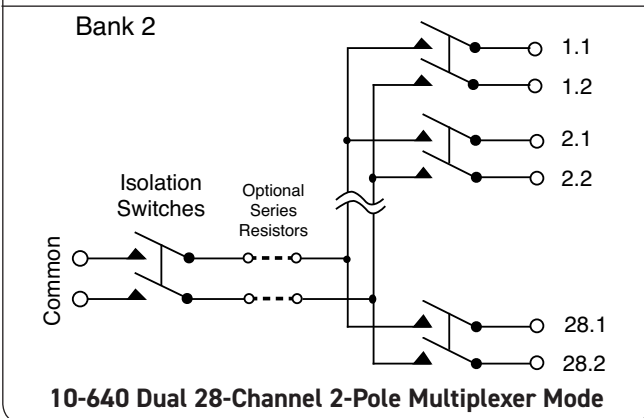 Bank 2
1.1
1.2
2.1
2.2
Isolation
Switches
Optional
Series
Resistors
Common
28.1
28.2
10-640 Dual 28-Channel 2-Pole Multiplexer Mode